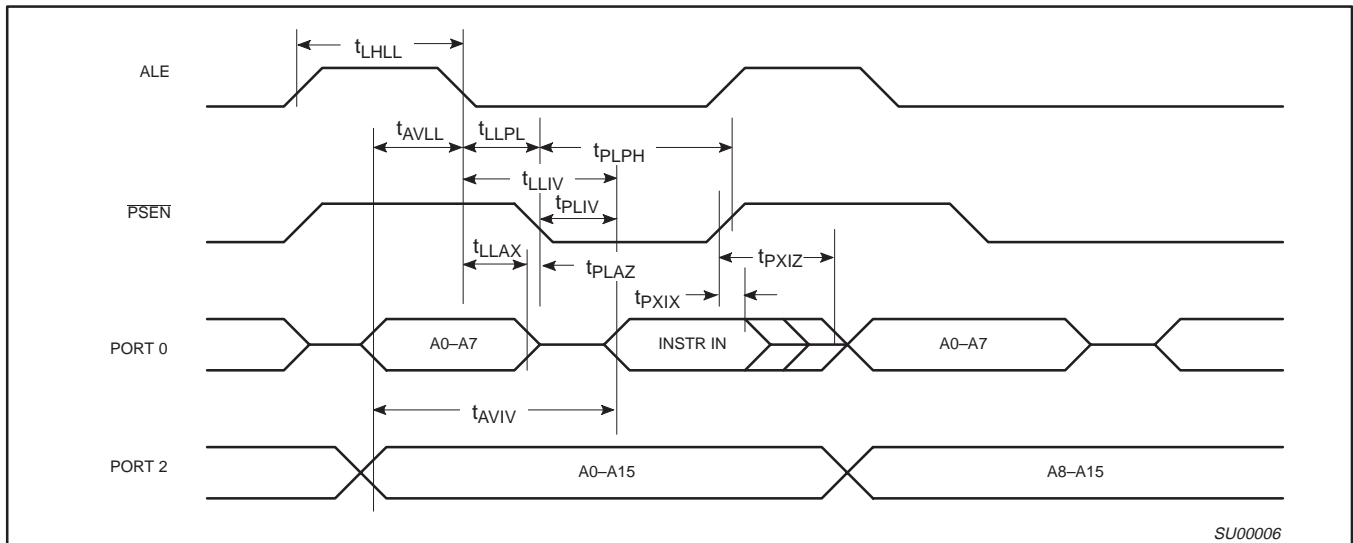 tLHLL
ALE
tAVLL
tLLPL
tPLPH
tLLIV
PSEN
tPLIV
tLLAX
tPLAZ
tPXIZ
tPXIX
PORT 0
A0–A7
INSTR IN
A0–A7
tAVIV
PORT 2
A0–A15
A8–A15
SU00006